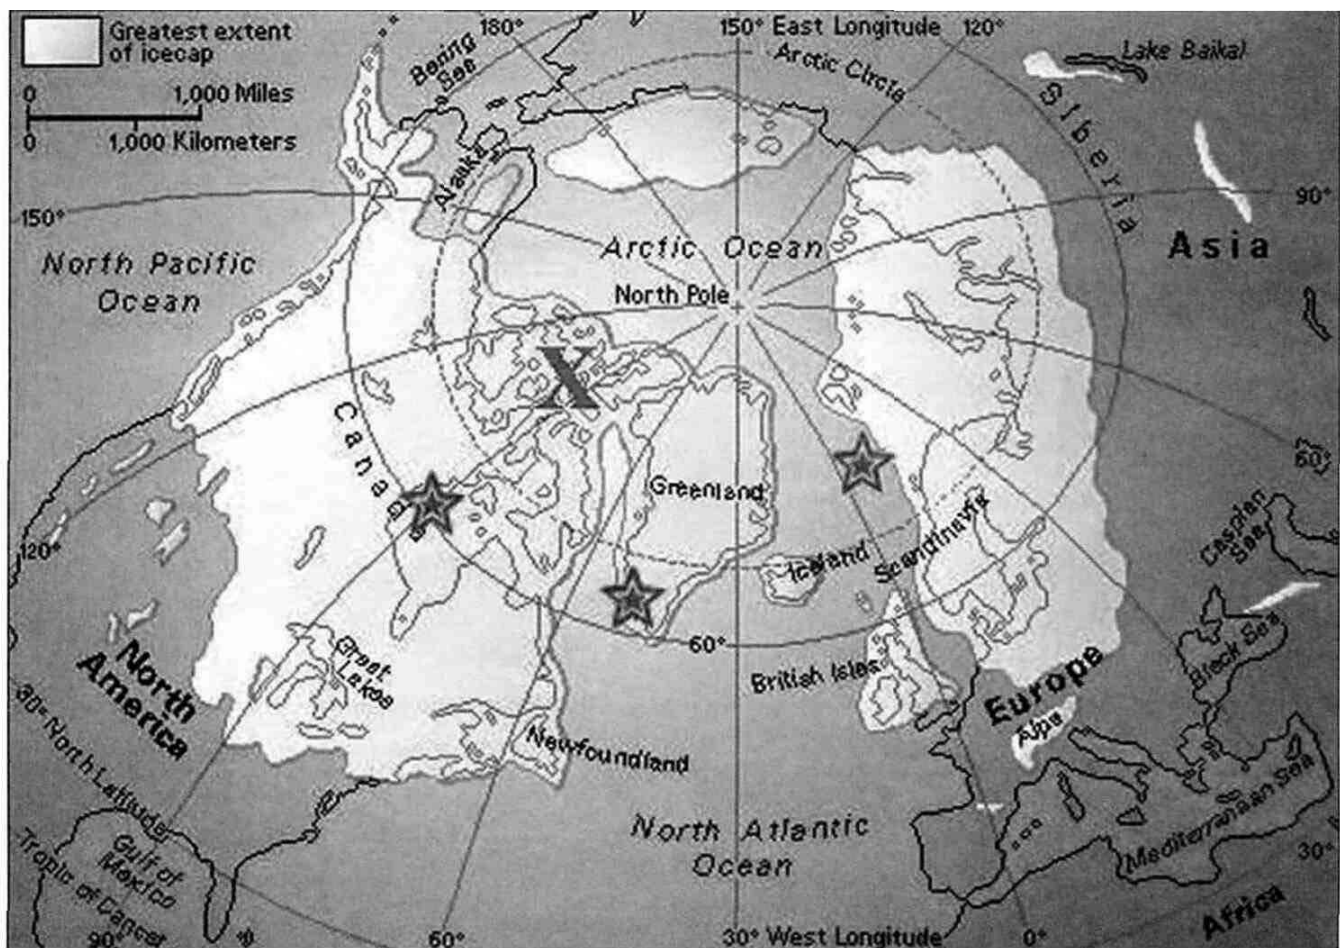 Greatest extent
of icecap
0 1,000 Miles
0 1,000 Kilometers
180°
150° East Longitude
120°
Bering
Sea
Arctic Circle
Lake Baikal
Siberia
Alaska
150°
90°
North Pacific
Ocean
Arctic Ocean
Asia
North Pole
X
Canada
60°
Greenland
Caspian
Sea
120°
Iceland
Scandinavia
60°
Great
Lakes
British Isles
Black Sea
North
America
Europe
Alps
Newfoundland
30° North Latitude
North Atlantic
Ocean
Mediterranean Sea
30°
Gulf of
Mexico
Tropic of Cancer
Africa
90°
60°
30° West Longitude
0°